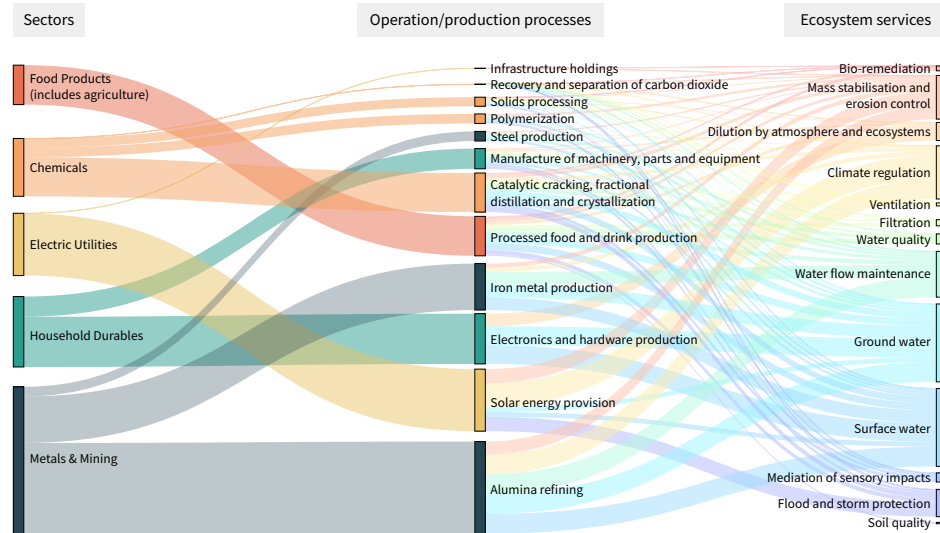 Sectors
Operation/production processes
Ecosystem services
Food Products
(includes agriculture)
Chemicals
Electric Utilities
Household Durables
Metals & Mining
Infrastructure holdings
Recovery and separation of carbon dioxide
Solids processing
Polymerization
Steel production
Manufacture of machinery, parts and equipment
Catalytic cracking, fractional
distillation and crystallization
Processed food and drink production
Iron metal production
Electronics and hardware production
Solar energy provision
Alumina refining
Bio-remediation
Mass stabilisation and
erosion control
Dilution by atmosphere and ecosystems
Climate regulation
Ventilation
Filtration
Water quality
Water flow maintenance
Ground water
Surface water
Mediation of sensory impacts
Flood and storm protection
Soil quality